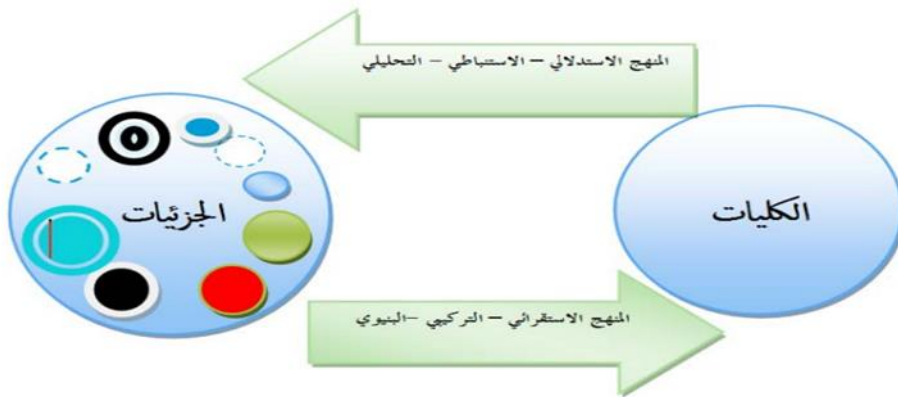 المنهج الاستدلالي – الاستنباطي – التحليلي
الكليات
الجزئيات
المنهج الاستقرائي – التركيبي –البنيوي